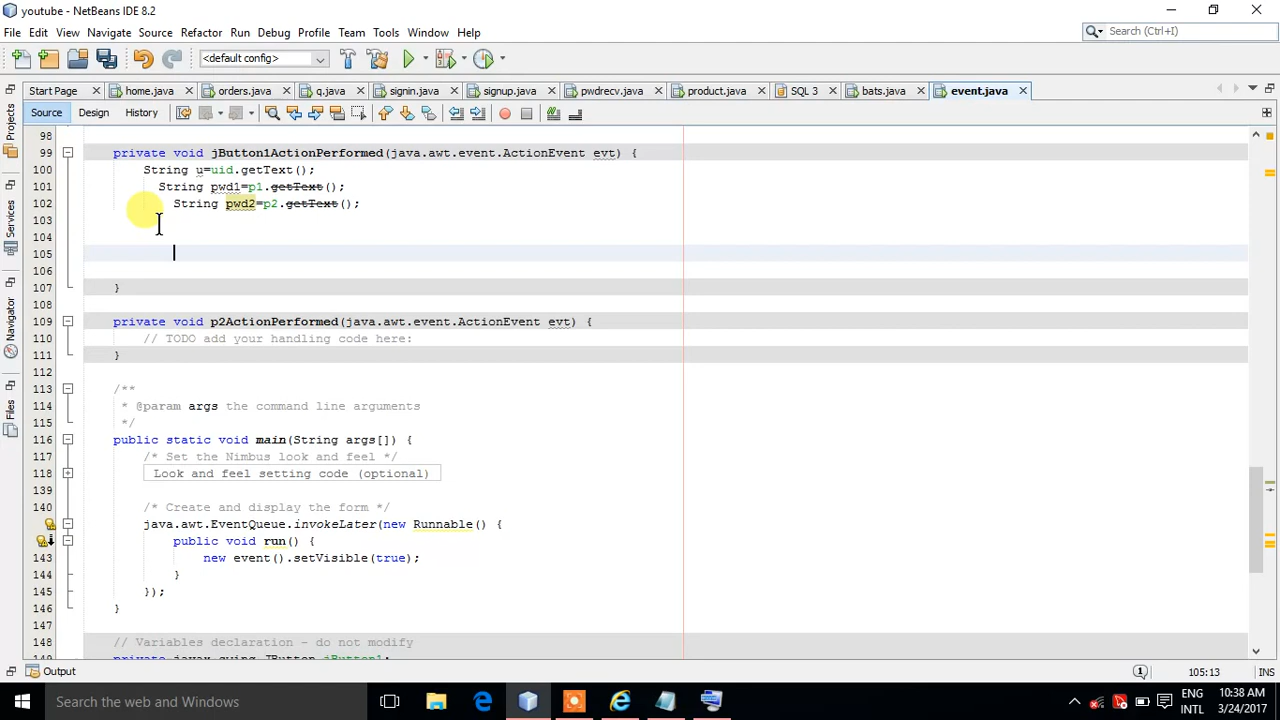 youtube - NetBeans IDE 8.2
File Edit View Navigate Source Refactor Run Debug Profile Team Tools Window Help
Search (Ctrl+I)
<default config>
Start Page home.java orders.java q.java signin.java signup.java pwdrecv.java product.java SQL 3 bats.java event.java
Source Design History
Projects
Services
Navigator
Files
98
99 private void jButton1ActionPerformed(java.awt.event.ActionEvent evt) {
100 String u=uid.getText();
101 String pwd1=p1.getText();
102 String pwd2=p2.getText();
103
104
105
106
107 }
108
109 private void p2ActionPerformed(java.awt.event.ActionEvent evt) {
110 // TODO add your handling code here:
111 }
112
113 /**
114 * @param args the command line arguments
115 */
116 public static void main(String args[]) {
117 /* Set the Nimbus look and feel */
118 Look and feel setting code (optional)
139
140 /* Create and display the form */
java.awt.EventQueue.invokeLater(new Runnable() {
public void run() {
143 new event().setVisible(true);
144 }
145 });
146 }
147
148 // Variables declaration - do not modify
Output
105:13 INS
Search the web and Windows
ENG
INTL
10:38 AM
3/24/2017